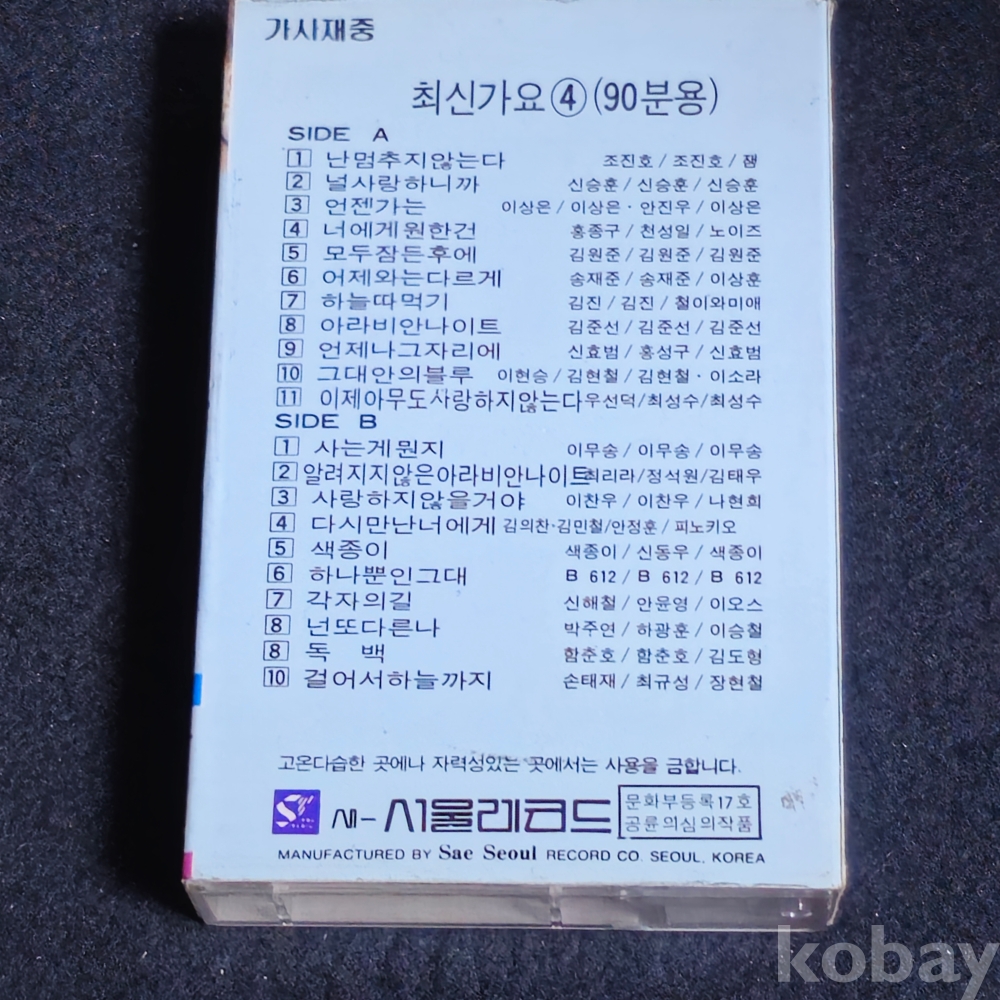 가사재중
최신가요④(90분용)
SIDE A
1 난멈추지않는다 조진호/조진호/잼
2 널사랑하니까 신승훈/신승훈/신승훈
3 언젠가는 이상은/이상은·안진우/이상은
4 너에게원한건 홍종구/천성일/노이즈
5 모두잠든후에 김원준/김원준/김원준
6 어제와는다르게 송재준/송재준/이상훈
7 하늘따먹기 김진/김진/철이와미애
8 아라비안나이트 김준선/김준선/김준선
9 언제나그자리에 신효범/홍성구/신효범
10 그대안의블루 이현승/김현철/김현철·이소라
11 이제아무도사랑하지않는다 우선덕/최성수/최성수
SIDE B
1 사는게뭔지 이무송/이무송/이무송
2 알려지지않은아라비안나이트 최리라/정석원/김태우
3 사랑하지않을거야 이찬우/이찬우/나현희
4 다시만난너에게 김의찬·김민철/안정훈/피노키오
5 색종이 색종이/신동우/색종이
6 하나뿐인그대 B 612/B 612/B 612
7 각자의길 신해철/안윤영/이오스
8 넌또다른나 박주연/하광훈/이승철
8 독 백 함춘호/함춘호/김도형
10 걸어서하늘까지 손태재/최규성/장현철
고온다습한 곳에나 자력성있는 곳에서는 사용을 금합니다.
새-서울레코드
문화부등록17호
공륜의심의작품
MANUFACTURED BY Sae Seoul RECORD CO. SEOUL, KOREA
kobay